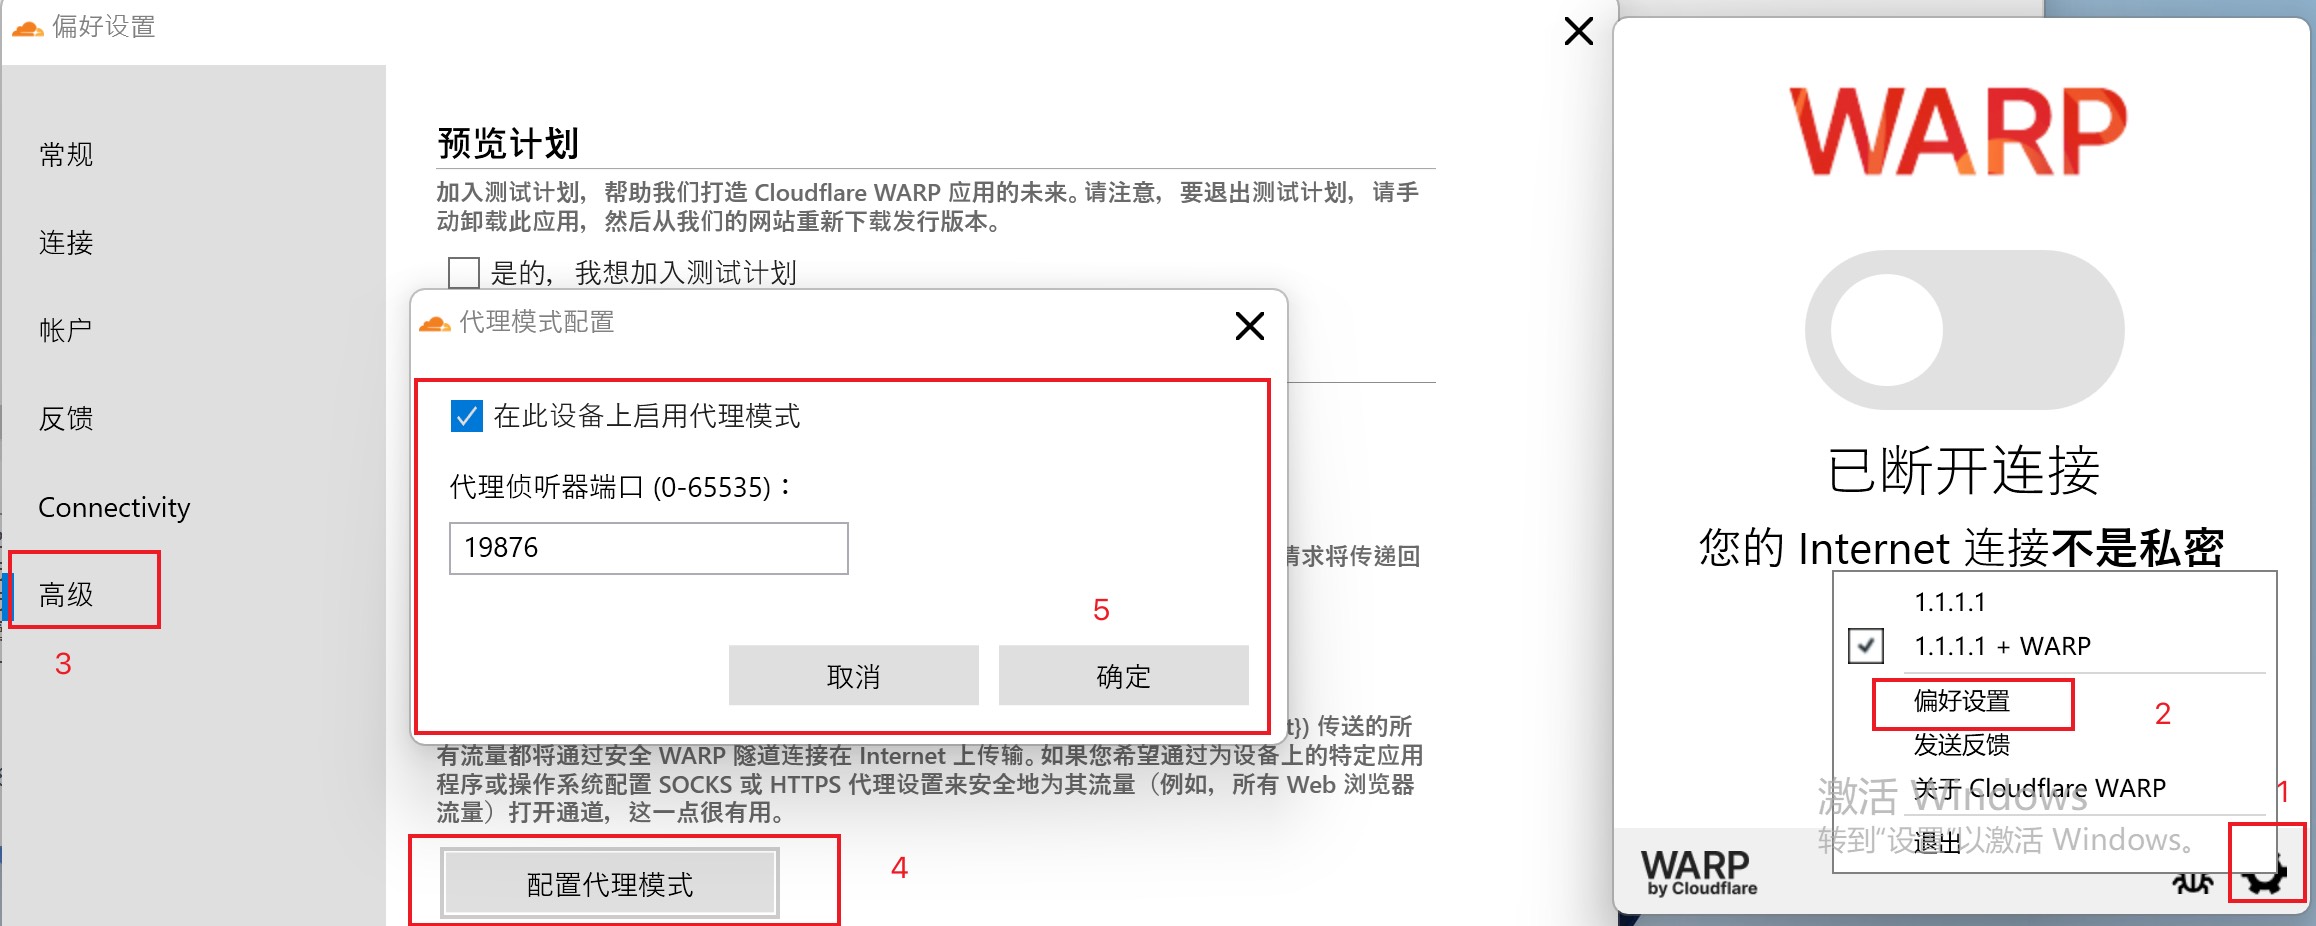 偏好设置
常规
连接
帐户
反馈
Connectivity
高级
3
预览计划
加入测试计划，帮助我们打造 Cloudflare WARP 应用的未来。请注意，要退出测试计划，请手
动卸载此应用，然后从我们的网站重新下载发行版本。
是的，我想加入测试计划
代理模式配置
在此设备上启用代理模式
代理侦听器端口 (0-65535)：
19876
5
取消
确定
请求将传递回
t}) 传送的所
有流量都将通过安全 WARP 隧道连接在 Internet 上传输。如果您希望通过为设备上的特定应用
程序或操作系统配置 SOCKS 或 HTTPS 代理设置来安全地为其流量（例如，所有 Web 浏览器
流量）打开通道，这一点很有用。
配置代理模式
4
WARP
已断开连接
您的 Internet 连接不是私密
1.1.1.1
1.1.1.1 + WARP
偏好设置
2
发送反馈
关于 Cloudflare WARP
退出
1
激活 Windows
转到“设置”以激活 Windows。
WARP
by Cloudflare